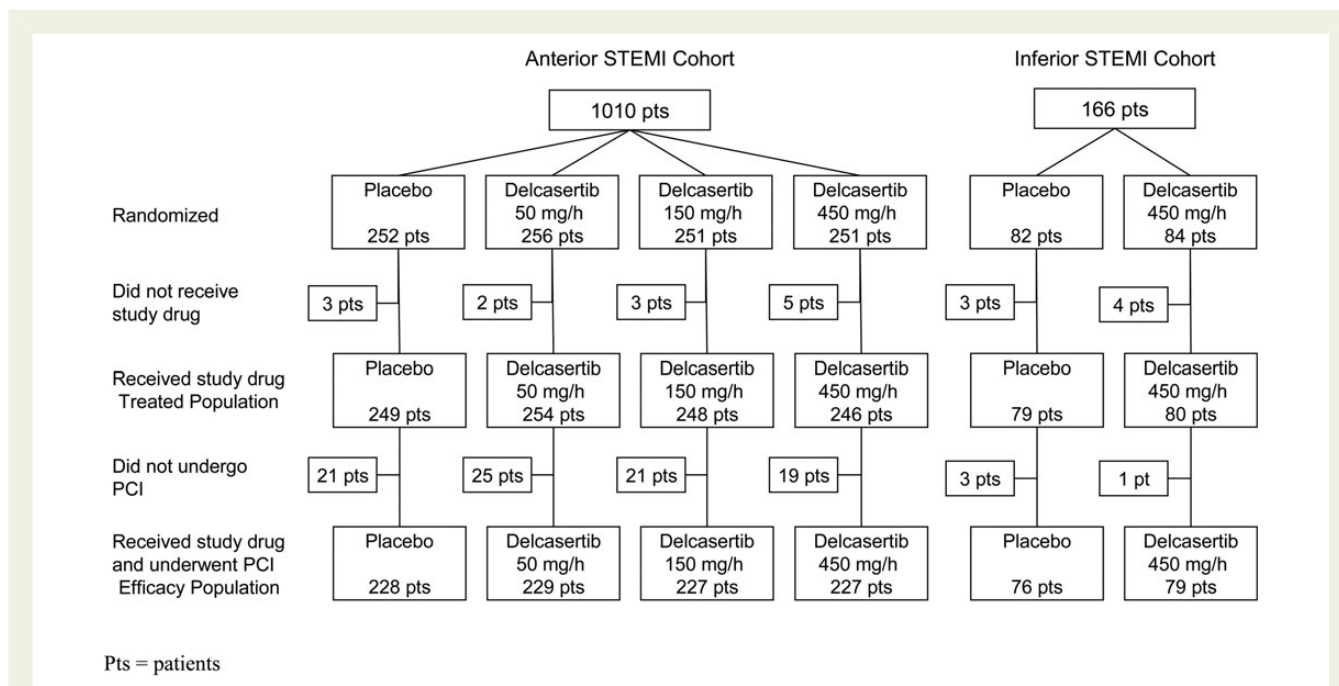 Anterior STEMI Cohort
Inferior STEMI Cohort
1010 pts
166 pts
Randomized
Placebo
252 pts
Delcasertib
50 mg/h
256 pts
Delcasertib
150 mg/h
251 pts
Delcasertib
450 mg/h
251 pts
Placebo
82 pts
Delcasertib
450 mg/h
84 pts
Did not receive
study drug
3 pts
2 pts
3 pts
5 pts
3 pts
4 pts
Received study drug
Treated Population
Placebo
249 pts
Delcasertib
50 mg/h
254 pts
Delcasertib
150 mg/h
248 pts
Delcasertib
450 mg/h
246 pts
Placebo
79 pts
Delcasertib
450 mg/h
80 pts
Did not undergo
PCI
21 pts
25 pts
21 pts
19 pts
3 pts
1 pt
Received study drug
and underwent PCI
Efficacy Population
Placebo
228 pts
Delcasertib
50 mg/h
229 pts
Delcasertib
150 mg/h
227 pts
Delcasertib
450 mg/h
227 pts
Placebo
76 pts
Delcasertib
450 mg/h
79 pts
Pts = patients